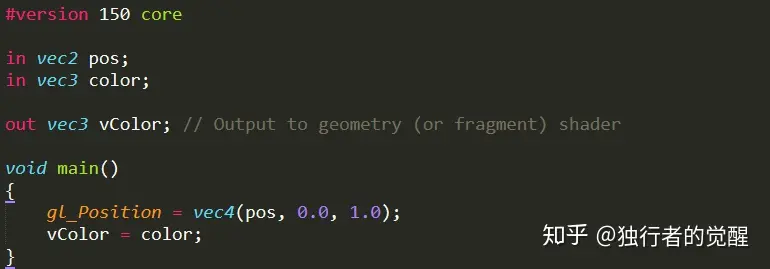 #version 150 core
in vec2 pos;
in vec3 color;
out vec3 vColor; // Output to geometry (or fragment) shader
void main()
{
    gl_Position = vec4(pos, 0.0, 1.0);
    vColor = color;
}
知乎 @独行者的觉醒